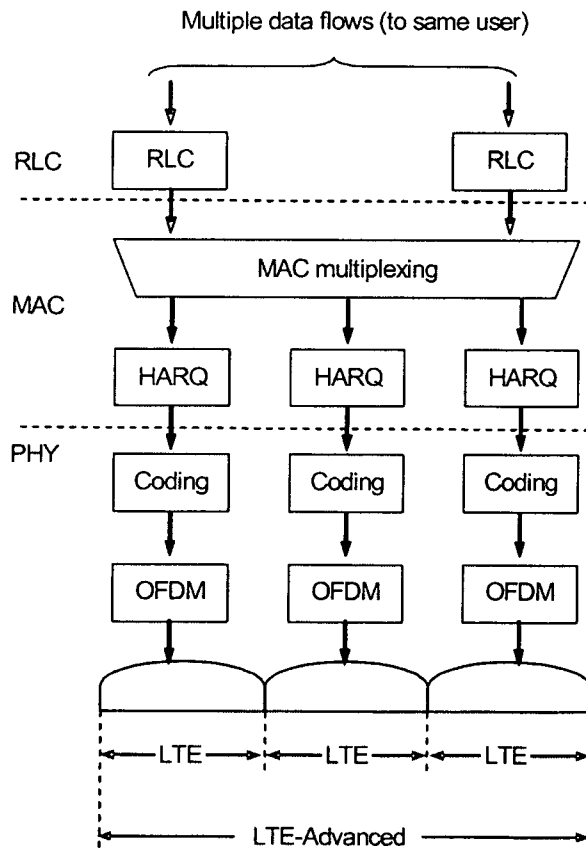 Multiple data flows (to same user)
RLC
RLC
RLC
MAC multiplexing
MAC
HARQ
HARQ
HARQ
PHY
Coding
Coding
Coding
OFDM
OFDM
OFDM
LTE
LTE
LTE
LTE-Advanced